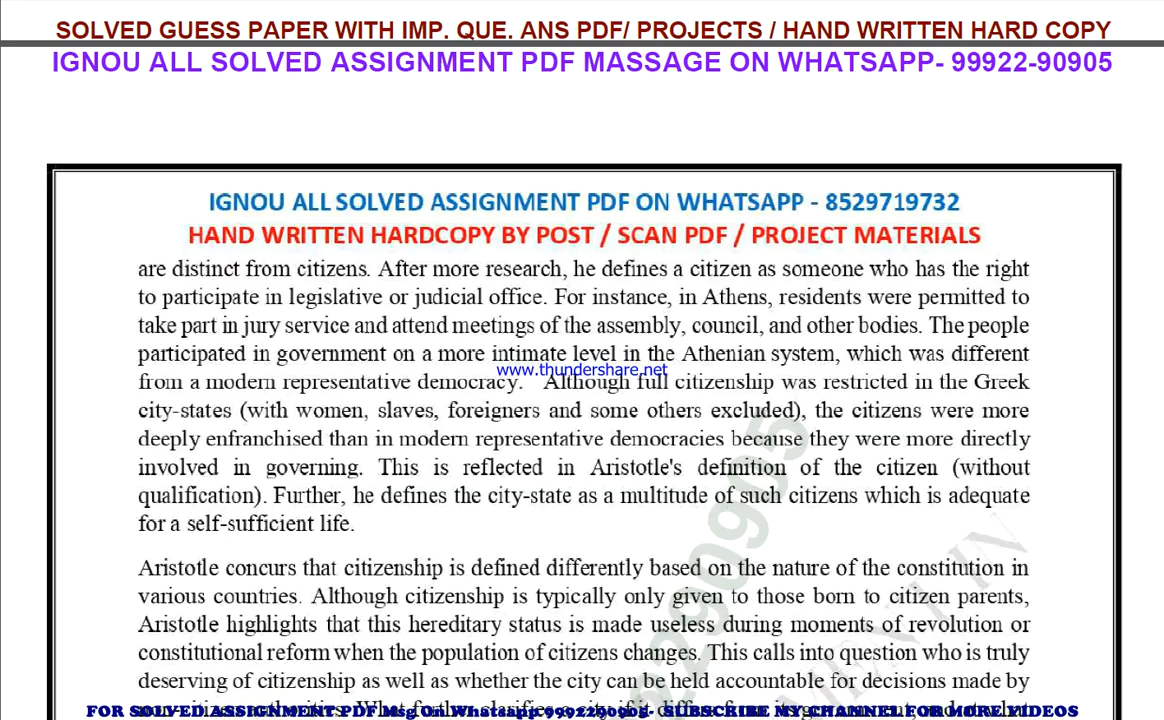 SOLVED GUESS PAPER WITH IMP. QUE. ANS PDF/ PROJECTS / HAND WRITTEN HARD COPY
IGNOU ALL SOLVED ASSIGNMENT PDF MASSAGE ON WHATSAPP- 99922-90905
IGNOU ALL SOLVED ASSIGNMENT PDF ON WHATSAPP - 8529719732
HAND WRITTEN HARDCOPY BY POST / SCAN PDF / PROJECT MATERIALS
are distinct from citizens. After more research, he defines a citizen as someone who has the right
to participate in legislative or judicial office. For instance, in Athens, residents were permitted to
take part in jury service and attend meetings of the assembly, council, and other bodies. The people
participated in government on a more intimate level in the Athenian system, which was different
www.thundershare.net
from a modern representative democracy. Although full citizenship was restricted in the Greek
city-states (with women, slaves, foreigners and some others excluded), the citizens were more
deeply enfranchised than in modern representative democracies because they were more directly
involved in governing. This is reflected in Aristotle's definition of the citizen (without
qualification). Further, he defines the city-state as a multitude of such citizens which is adequate
for a self-sufficient life.
Aristotle concurs that citizenship is defined differently based on the nature of the constitution in
various countries. Although citizenship is typically only given to those born to citizen parents,
Aristotle highlights that this hereditary status is made useless during moments of revolution or
constitutional reform when the population of citizens changes. This calls into question who is truly
deserving of citizenship as well as whether the city can be held accountable for decisions made by
FOR SOLVED ASSIGNMENT PDF Msg On Whatsapp 9992290905- SUBSCRIBE MY CHANNEL FOR MORE VIDEOS